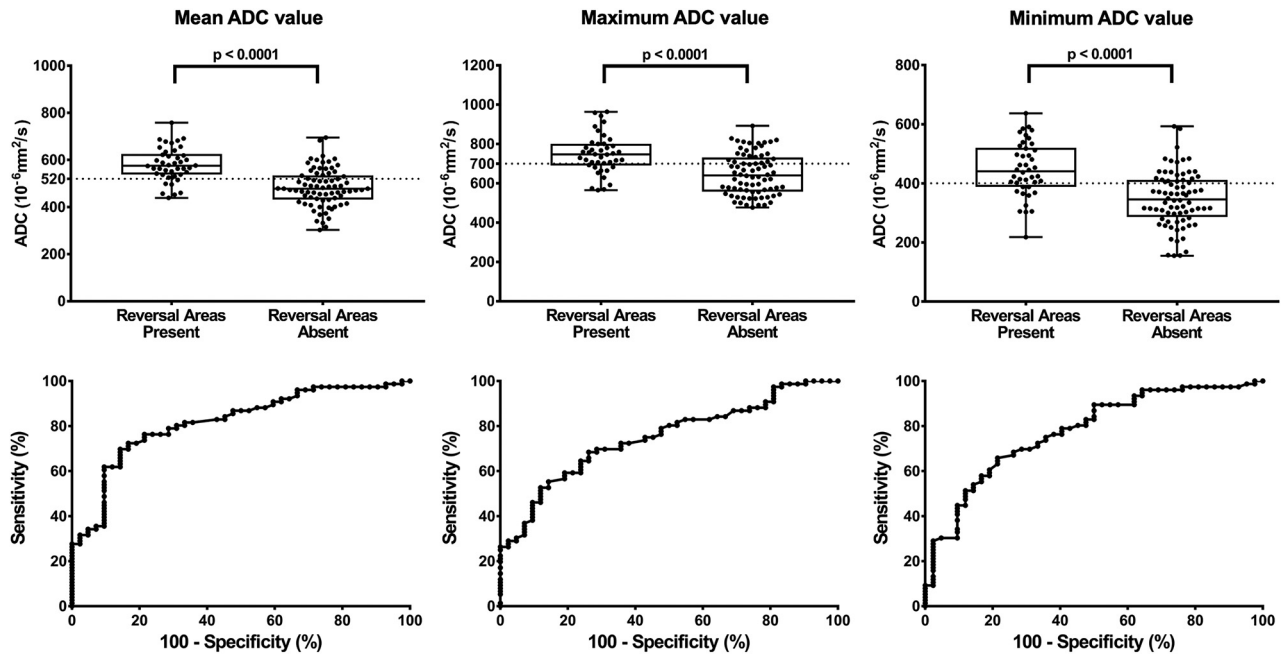 Mean ADC value
p < 0.0001
ADC (10⁻⁶mm²/s)
1000
800
600
520
400
200
0
Reversal Areas
Present
Reversal Areas
Absent
Maximum ADC value
p < 0.0001
ADC (10⁻⁶mm²/s)
1200
1000
800
700
600
400
200
0
Reversal Areas
Present
Reversal Areas
Absent
Minimum ADC value
p < 0.0001
ADC (10⁻⁶mm²/s)
800
600
400
200
0
Reversal Areas
Present
Reversal Areas
Absent
Sensitivity (%)
100
80
60
40
20
0
0 20 40 60 80 100
100 - Specificity (%)
Sensitivity (%)
100
80
60
40
20
0
0 20 40 60 80 100
100 - Specificity (%)
Sensitivity (%)
100
80
60
40
20
0
0 20 40 60 80 100
100 - Specificity (%)